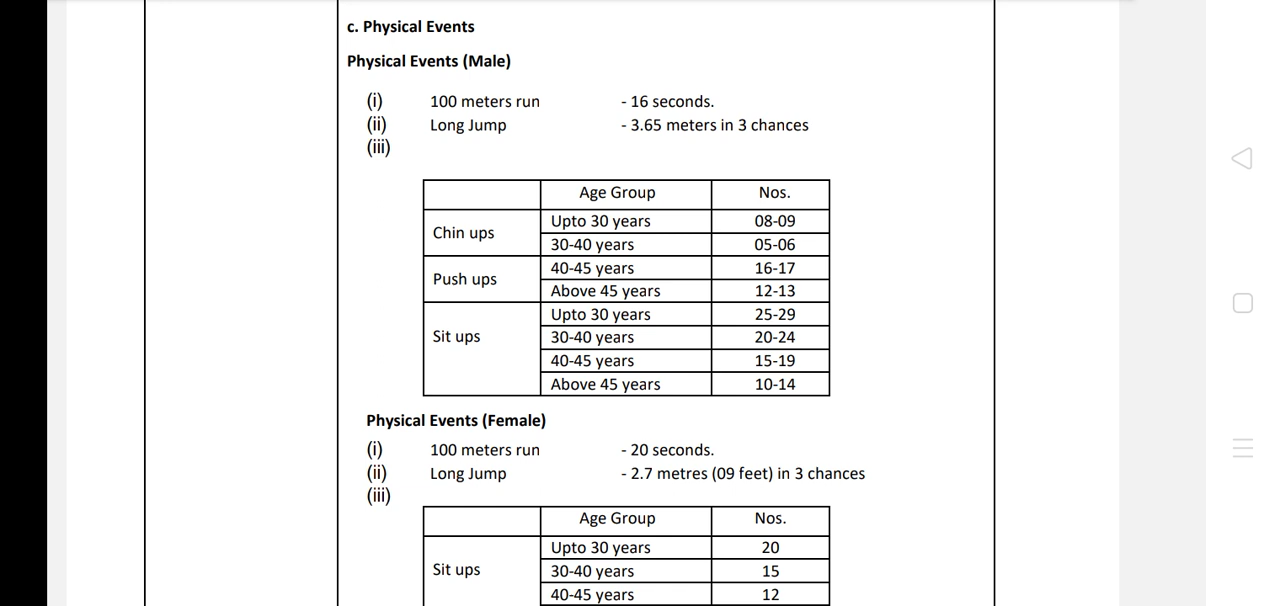 c. Physical Events
Physical Events (Male)
(i) 100 meters run - 16 seconds.
(ii) Long Jump - 3.65 meters in 3 chances
(iii)
Age Group Nos.
Chin ups Upto 30 years 08-09
30-40 years 05-06
Push ups 40-45 years 16-17
Above 45 years 12-13
Sit ups Upto 30 years 25-29
30-40 years 20-24
40-45 years 15-19
Above 45 years 10-14
Physical Events (Female)
(i) 100 meters run - 20 seconds.
(ii) Long Jump - 2.7 metres (09 feet) in 3 chances
(iii)
Age Group Nos.
Sit ups Upto 30 years 20
30-40 years 15
40-45 years 12